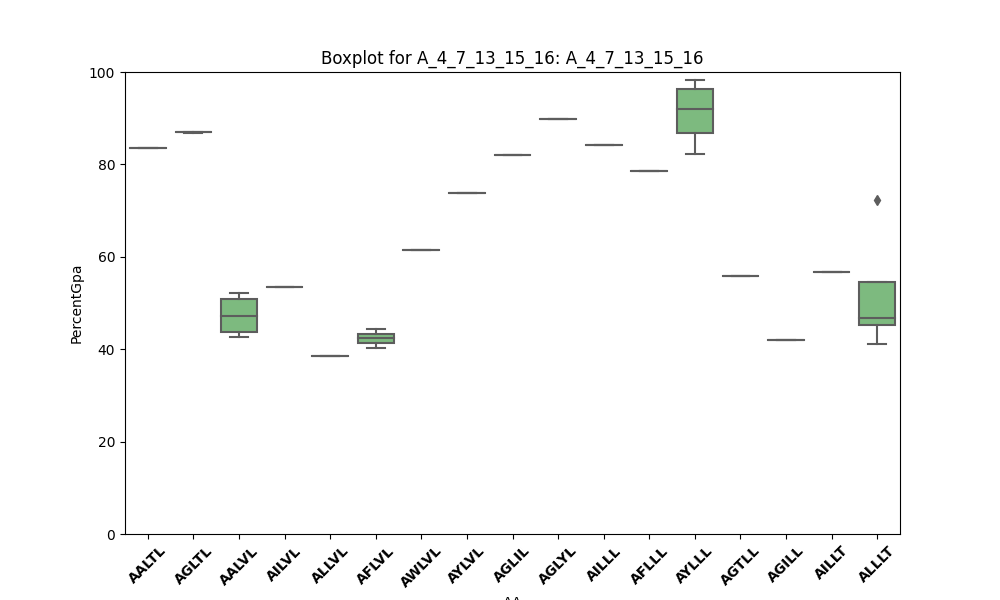 Boxplot for A_4_7_13_15_16: A_4_7_13_15_16
100
80
60
40
20
0
PercentGpa
AALTL
AGLTL
AALVL
AILVL
ALLVL
AFLVL
AWLVL
AYLVL
AGLIL
AGLYL
AILLL
AFLLL
AYLLL
AGTLL
AGILL
AILLT
ALLLT